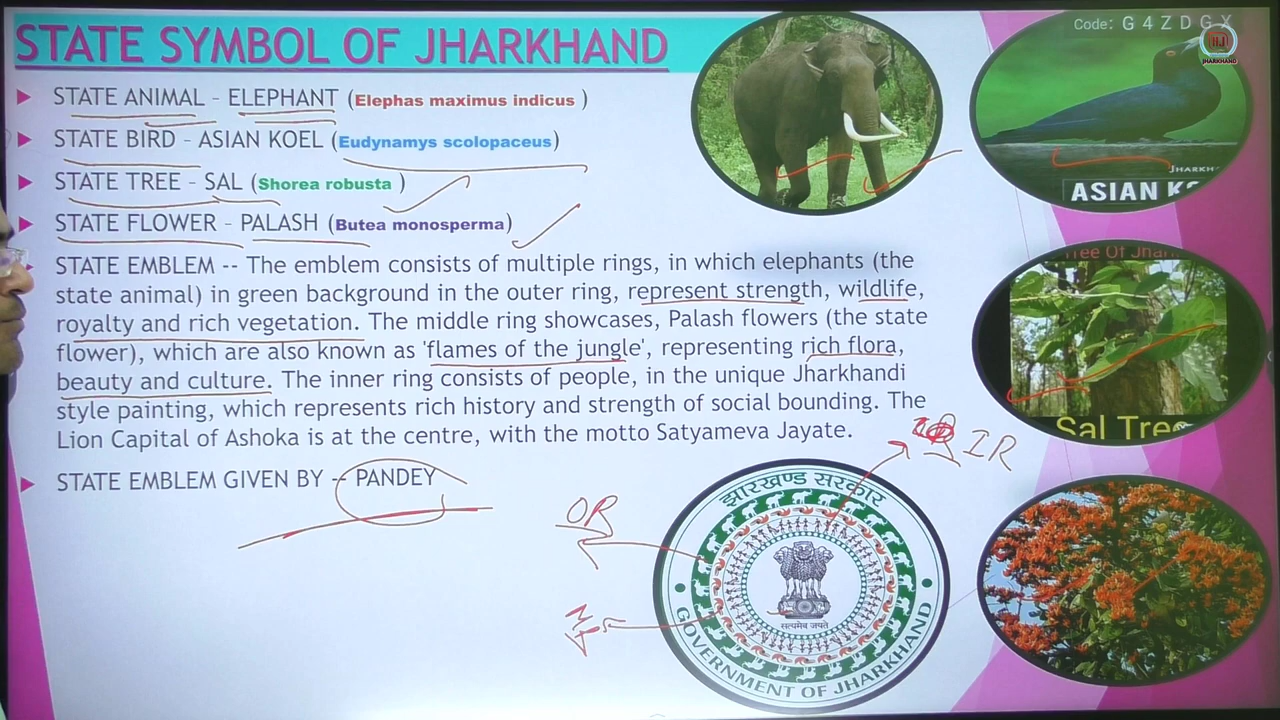 STATE SYMBOL OF JHARKHAND
Code: G4ZDGX
JHARKHAND
STATE ANIMAL – ELEPHANT (Elephas maximus indicus )
STATE BIRD – ASIAN KOEL (Eudynamys scolopaceus)
STATE TREE – SAL (Shorea robusta )
STATE FLOWER – PALASH (Butea monosperma)
STATE EMBLEM -- The emblem consists of multiple rings, in which elephants (the
state animal) in green background in the outer ring, represent strength, wildlife,
royalty and rich vegetation. The middle ring showcases, Palash flowers (the state
flower), which are also known as 'flames of the jungle', representing rich flora,
beauty and culture. The inner ring consists of people, in the unique Jharkhandi
style painting, which represents rich history and strength of social bounding. The
Lion Capital of Ashoka is at the centre, with the motto Satyameva Jayate.
STATE EMBLEM GIVEN BY -- PANDEY
JHARKH
ASIAN K
Tree Of Jhar
Sal Tree
IR
OR
झारखण्ड सरकार
सत्यमेव जयते
GOVERNMENT OF JHARKHAND